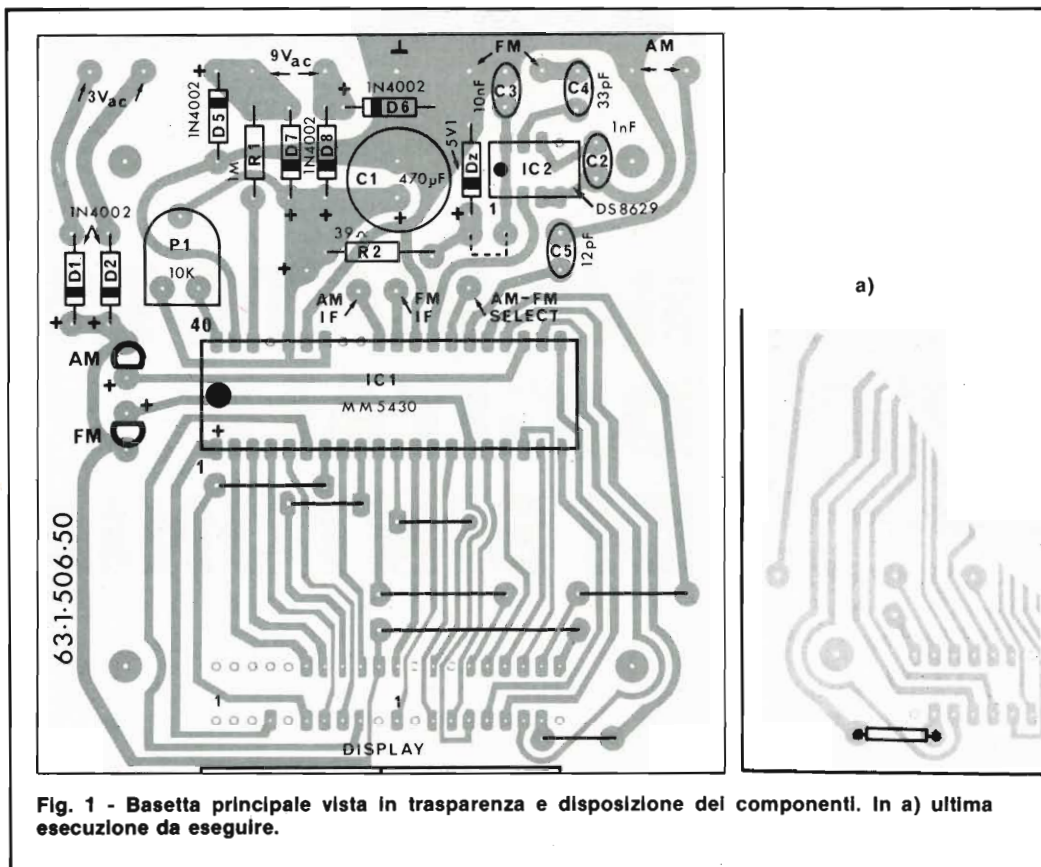 9Vac
FM
AM
3Vac
1N4002
D5
1M
R1
D7
1N4002
D8
1N4002
D6
C1
470µF
5V1
Dz
10nF
C3
C4
33pF
1nF
IC2
C2
1
DS8629
1N4002
P1
10K
D1
D2
39Ω
R2
C5
12pF
AM IF
FM IF
AM-FM
SELECT
a)
40
AM
IC1
MM5430
FM
1
63-1-506-50
1
1
DISPLAY
Fig. 1 - Basetta principale vista in trasparenza e disposizione dei componenti. In a) ultima
esecuzione da eseguire.